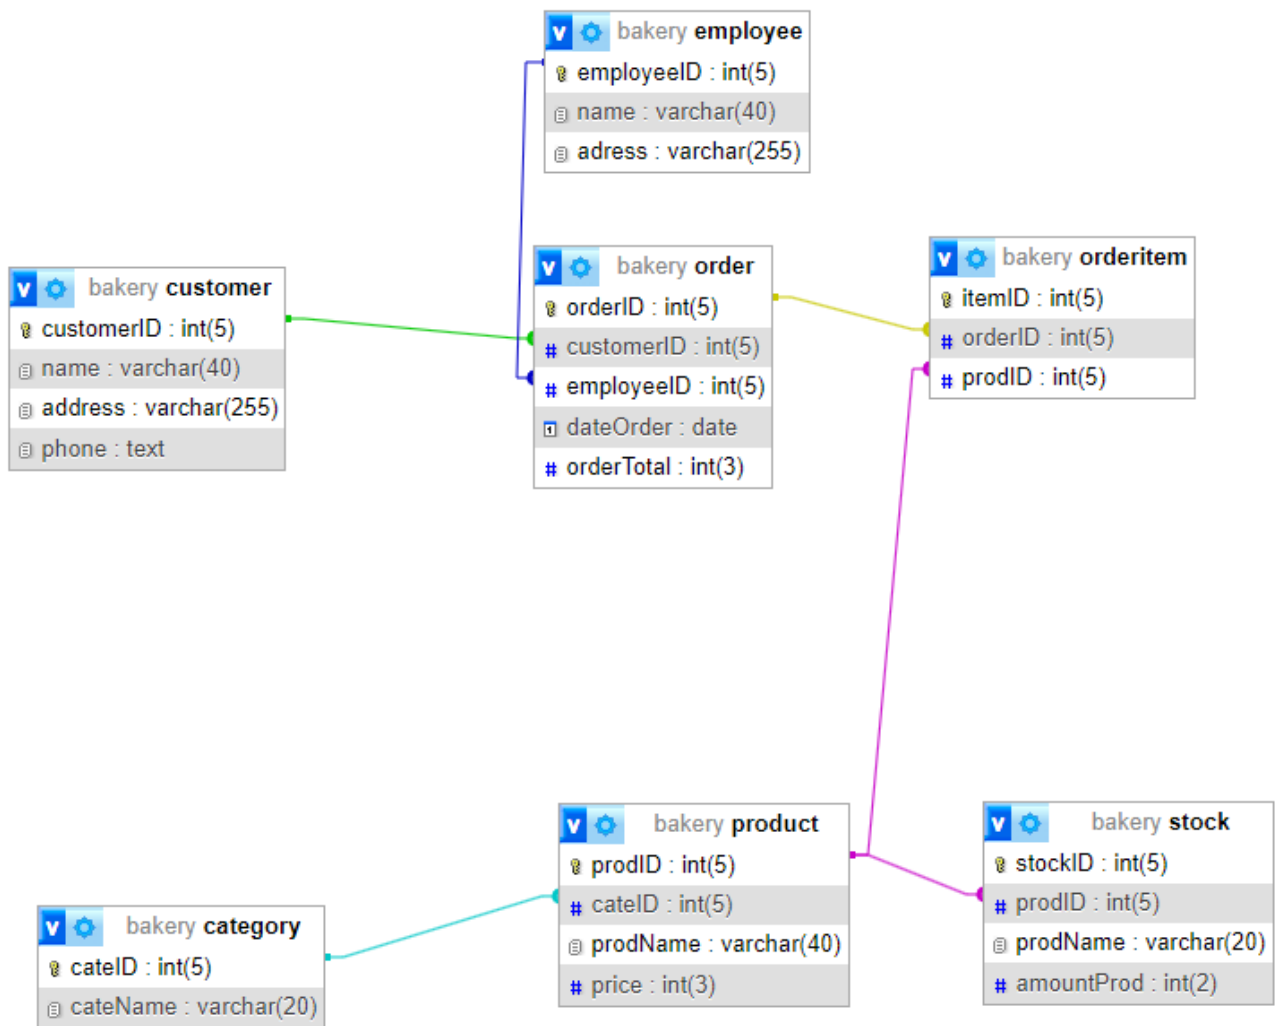 v bakery employee
employeeID : int(5)
name : varchar(40)
adress : varchar(255)
v bakery customer
customerID : int(5)
name : varchar(40)
address : varchar(255)
phone : text
v bakery order
orderID : int(5)
# customerID : int(5)
# employeeID : int(5)
dateOrder : date
# orderTotal : int(3)
v bakery orderitem
itemID : int(5)
# orderID : int(5)
# prodID : int(5)
v bakery category
cateID : int(5)
cateName : varchar(20)
v bakery product
prodID : int(5)
# cateID : int(5)
prodName : varchar(40)
# price : int(3)
v bakery stock
stockID : int(5)
# prodID : int(5)
prodName : varchar(20)
# amountProd : int(2)